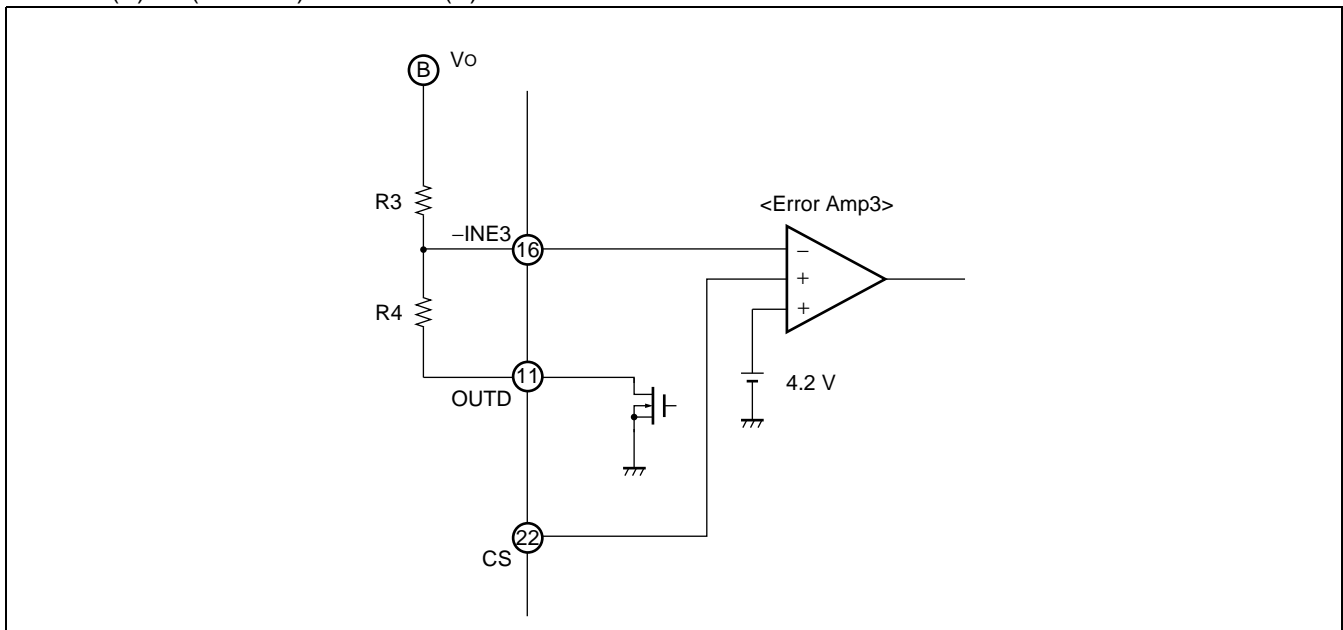 B VO
R3
<Error Amp3>
−INE3 16
−
+
R4
+
11
4.2 V
OUTD
22
CS